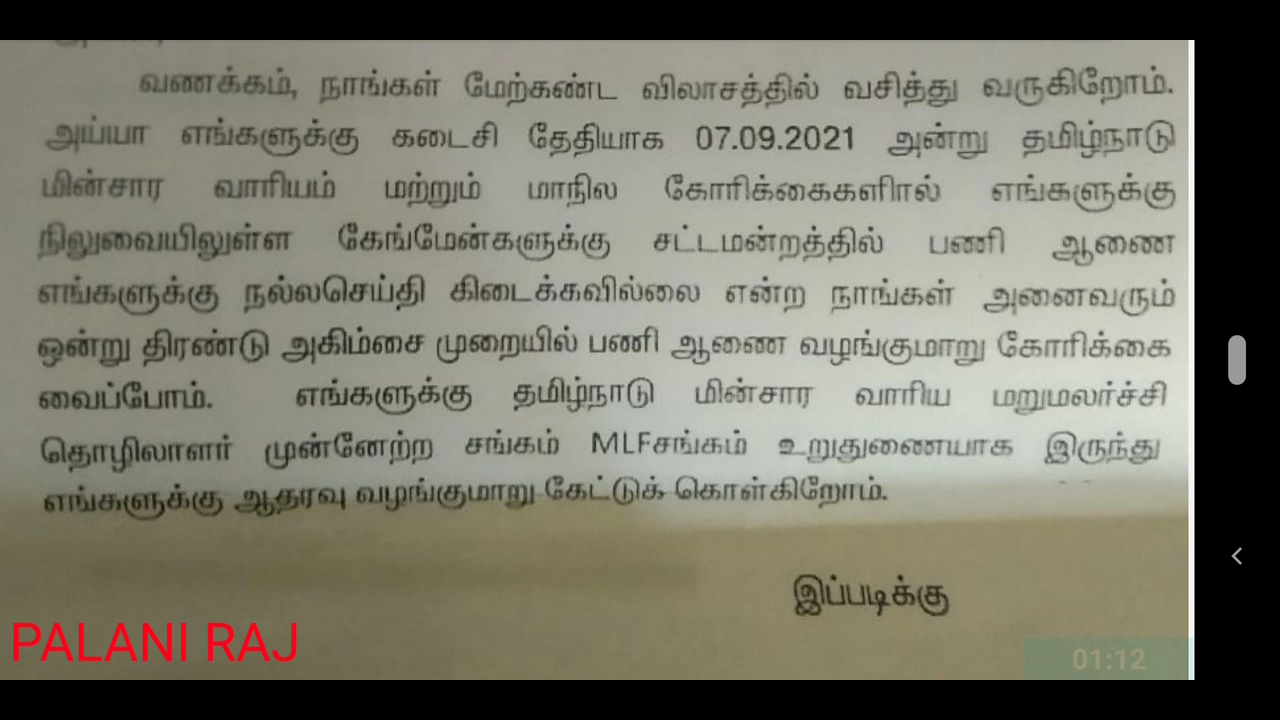 வணக்கம், நாங்கள் மேற்கண்ட விலாசத்தில் வசித்து வருகிறோம்.
அய்யா எங்களுக்கு கடைசி தேதியாக 07.09.2021 அன்று தமிழ்நாடு
மின்சார வாரியம் மற்றும் மாநில கோரிக்கைகளிால் எங்களுக்கு
நிலுவையிலுள்ள கேங்மேன்களுக்கு சட்டமன்றத்தில் பணி ஆணை
எங்களுக்கு நல்லசெய்தி கிடைக்கவில்லை என்ற நாங்கள் அனைவரும்
ஒன்று திரண்டு அகிம்சை முறையில் பணி ஆணை வழங்குமாறு கோரிக்கை
வைப்போம். எங்களுக்கு தமிழ்நாடு மின்சார வாரிய மறுமலர்ச்சி
தொழிலாளர் முன்னேற்ற சங்கம் MLFசங்கம் உறுதுணையாக இருந்து
எங்களுக்கு ஆதரவு வழங்குமாறு கேட்டுக் கொள்கிறோம்.
இப்படிக்கு
PALANI RAJ
01:12